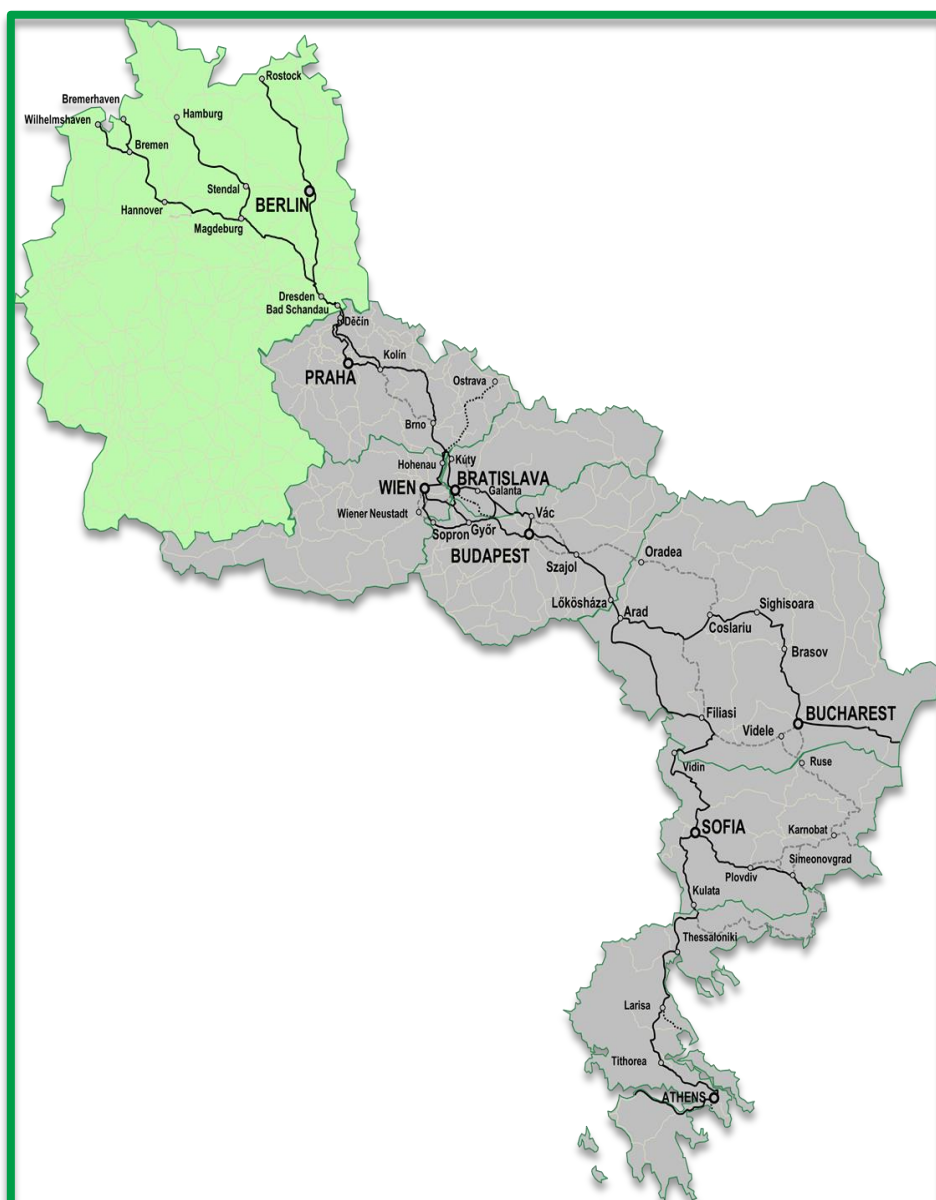 Rostock
Bremerhaven
Hamburg
Wilhelmshaven
Bremen
Stendal
BERLIN
Hannover
Magdeburg
Dresden
Bad Schandau
Děčín
Kolín
PRAHA
Ostrava
Brno
Hohenau
Kúty
BRATISLAVA
WIEN
Galanta
Wiener Neustadt
Vác
Győr
Sopron
BUDAPEST
Oradea
Szajol
Lőkösháza
Arad
Sighisoara
Coslariu
Brasov
Filiasi
BUCHAREST
Videle
Vidin
Ruse
SOFIA
Karnobat
Simeonovgrad
Plovdiv
Kulata
Thessaloniki
Larisa
Tithorea
ATHENS